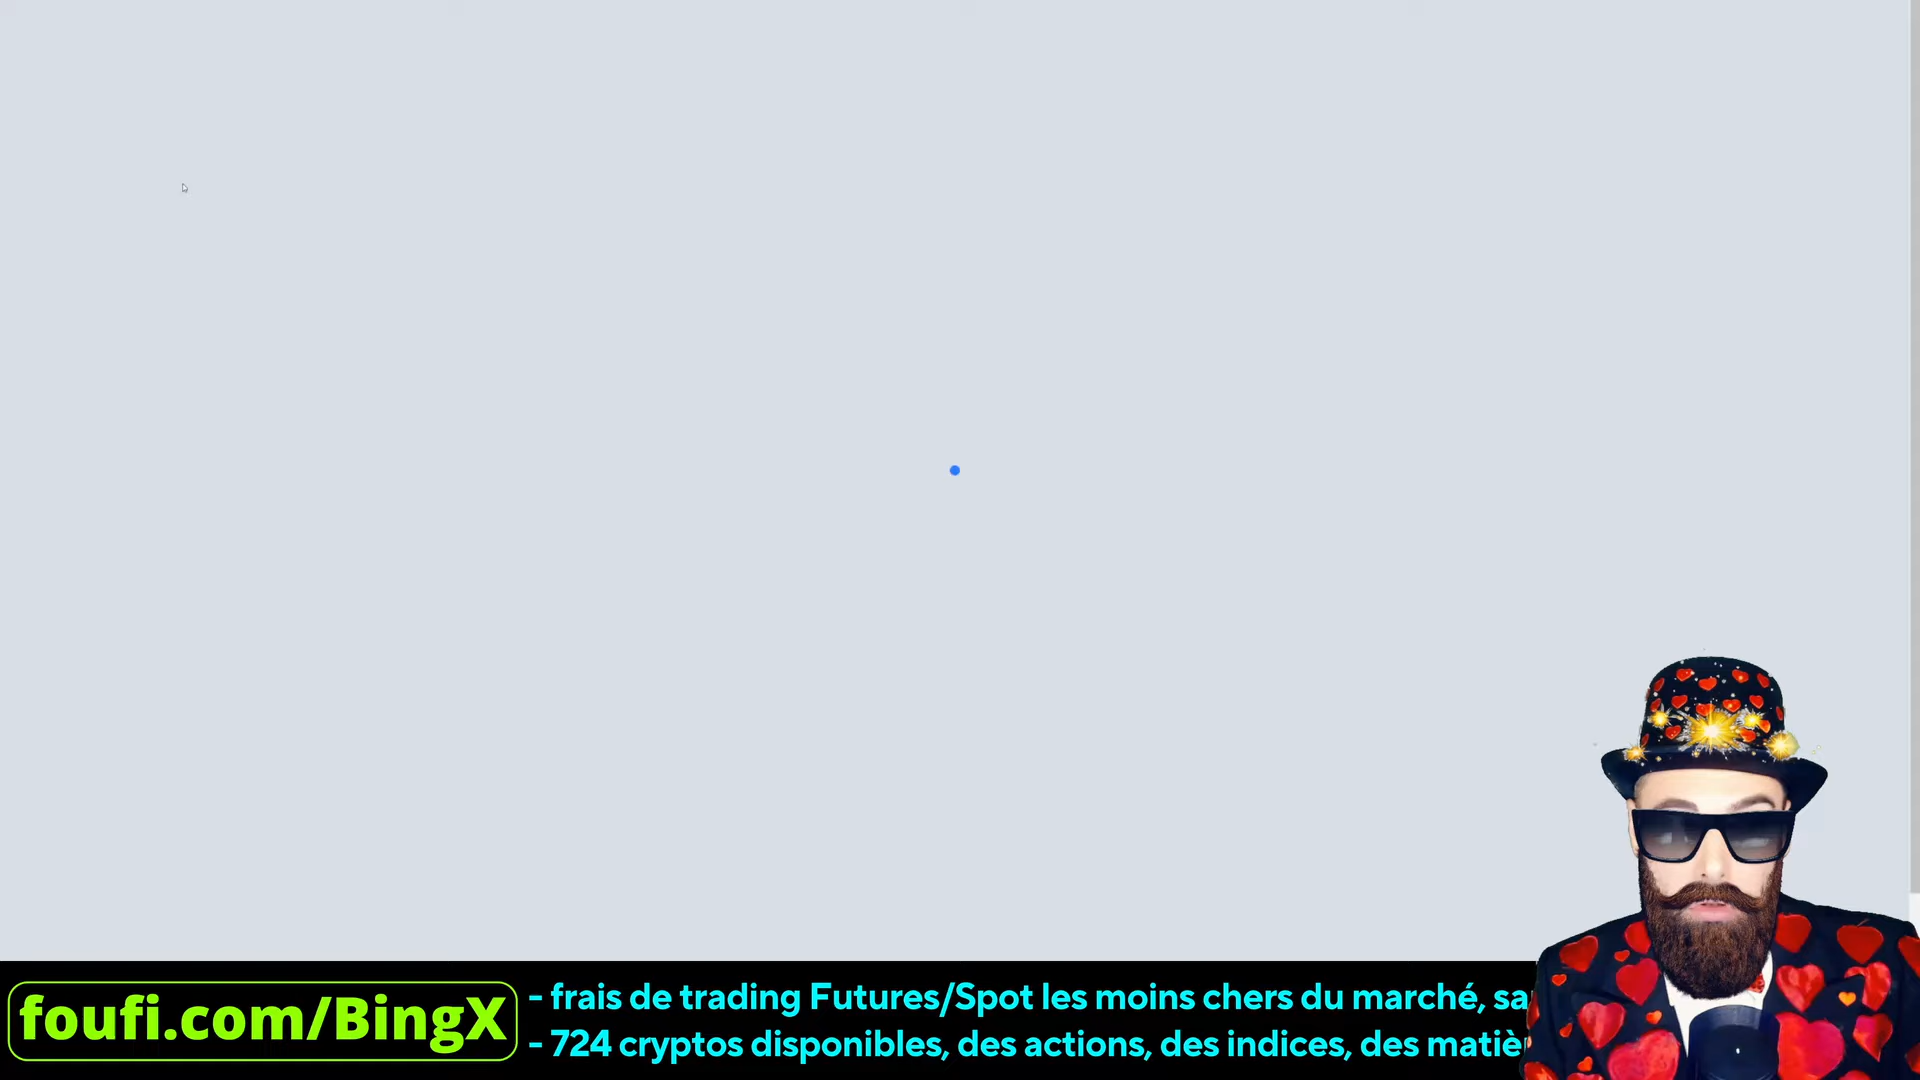 foufi.com/BingX
- frais de trading Futures/Spot les moins chers du marché,
- 724 cryptos disponibles, des actions, des indices, des